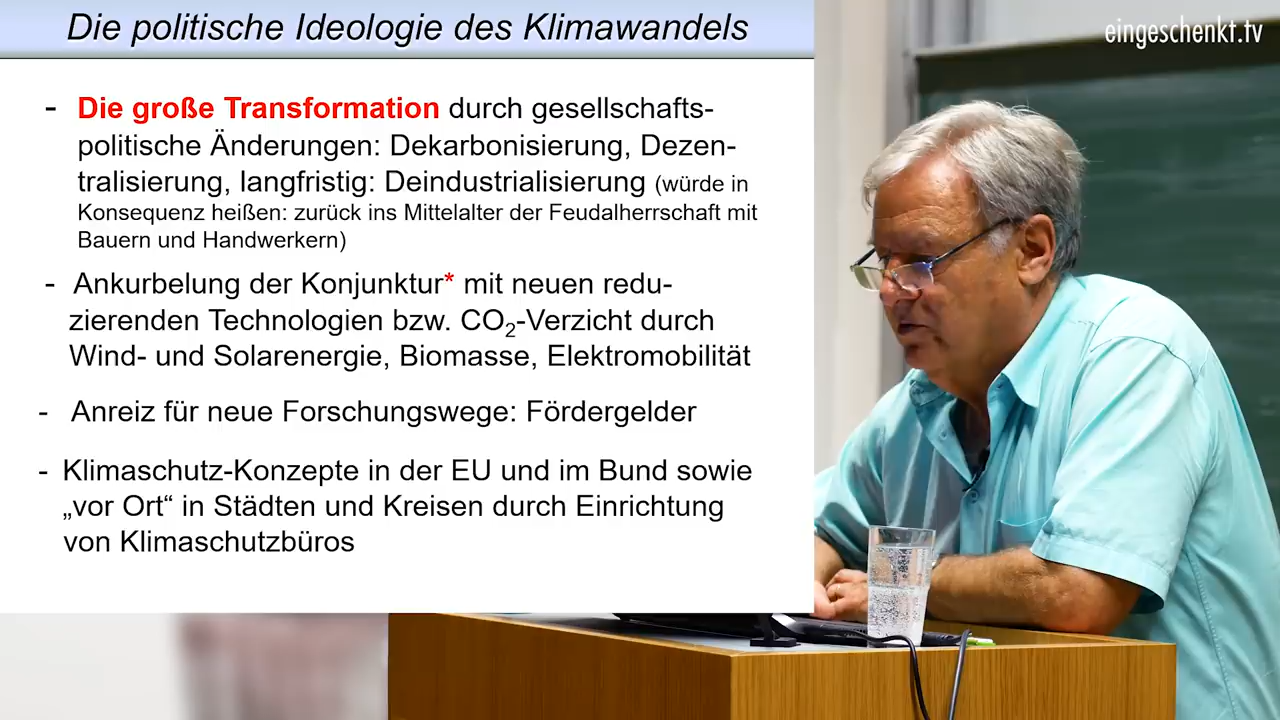 Die politische Ideologie des Klimawandels
eingeschenkt.tv
- Die große Transformation durch gesellschafts-
politische Änderungen: Dekarbonisierung, Dezen-
tralisierung, langfristig: Deindustrialisierung (würde in
Konsequenz heißen: zurück ins Mittelalter der Feudalherrschaft mit
Bauern und Handwerkern)
- Ankurbelung der Konjunktur* mit neuen redu-
zierenden Technologien bzw. CO₂-Verzicht durch
Wind- und Solarenergie, Biomasse, Elektromobilität
- Anreiz für neue Forschungswege: Fördergelder
- Klimaschutz-Konzepte in der EU und im Bund sowie
„vor Ort“ in Städten und Kreisen durch Einrichtung
von Klimaschutzbüros